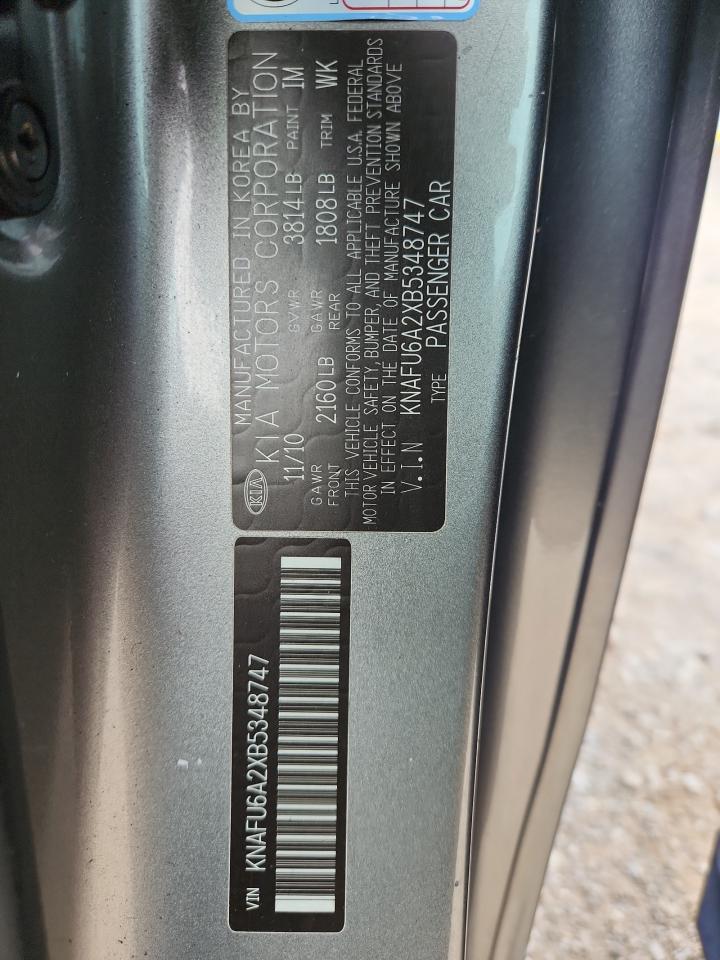 MANUFACTURED IN KOREA BY
KIA KIA MOTORS CORPORATION
11/10 GVWR 3814LB PAINT IM
GAWR FRONT 2160LB GAWR REAR 1808LB TRIM WK
THIS VEHICLE CONFORMS TO ALL APPLICABLE U.S.A. FEDERAL
MOTOR VEHICLE SAFETY, BUMPER, AND THEFT PREVENTION STANDARDS
IN EFFECT ON THE DATE OF MANUFACTURE SHOWN ABOVE
V.I.N KNAFU6A2XB5348747
TYPE PASSENGER CAR
VIN KNAFU6A2XB5348747